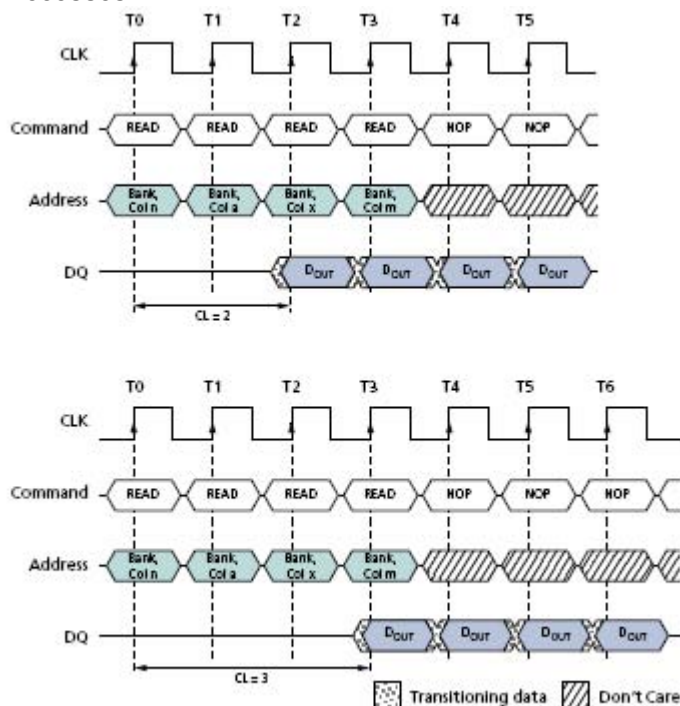 T0 T1 T2 T3 T4 T5
CLK
Command READ READ READ READ NOP NOP
Address Bank, Col n Bank, Col a Bank, Col x Bank, Col m
DQ DOUT DOUT DOUT DOUT
CL = 2
T0 T1 T2 T3 T4 T5 T6
CLK
Command READ READ READ READ NOP NOP NOP
Address Bank, Col n Bank, Col a Bank, Col x Bank, Col m
DQ DOUT DOUT DOUT DOUT
CL = 3
Transitioning data Don't Care